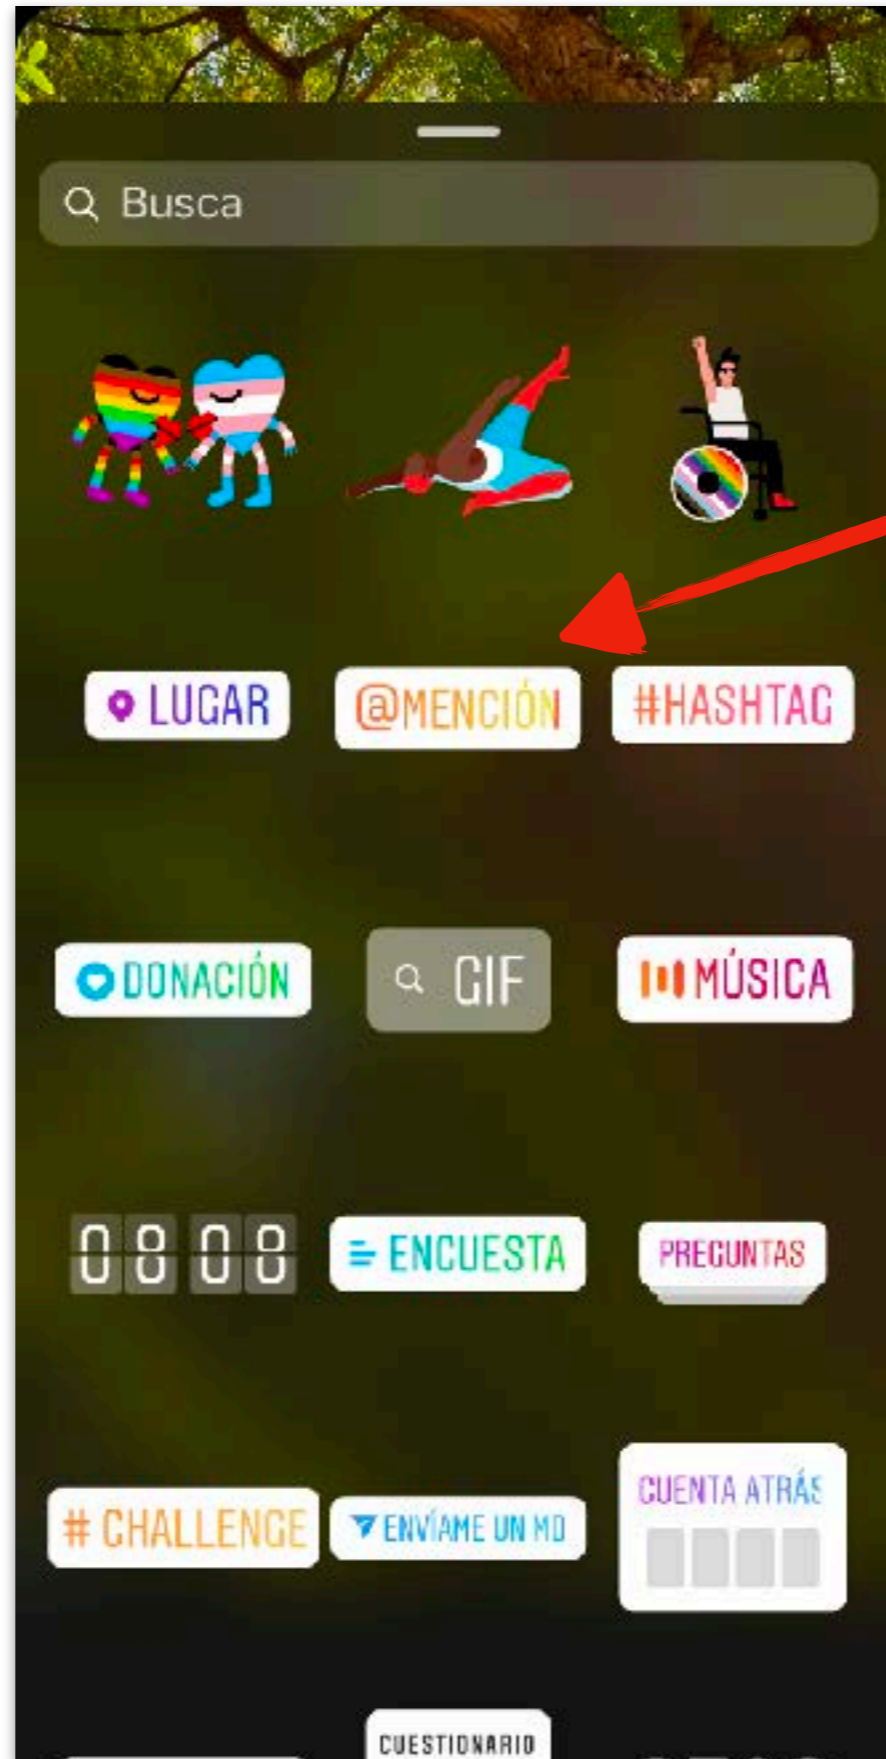 Busca
LUGAR
@MENCIÓN
#HASHTAG
DONACIÓN
GIF
MÚSICA
08 08
ENCUESTA
PREGUNTAS
# CHALLENGE
ENVÍAME UN MD
CUENTA ATRÁS
CUESTIONARIO